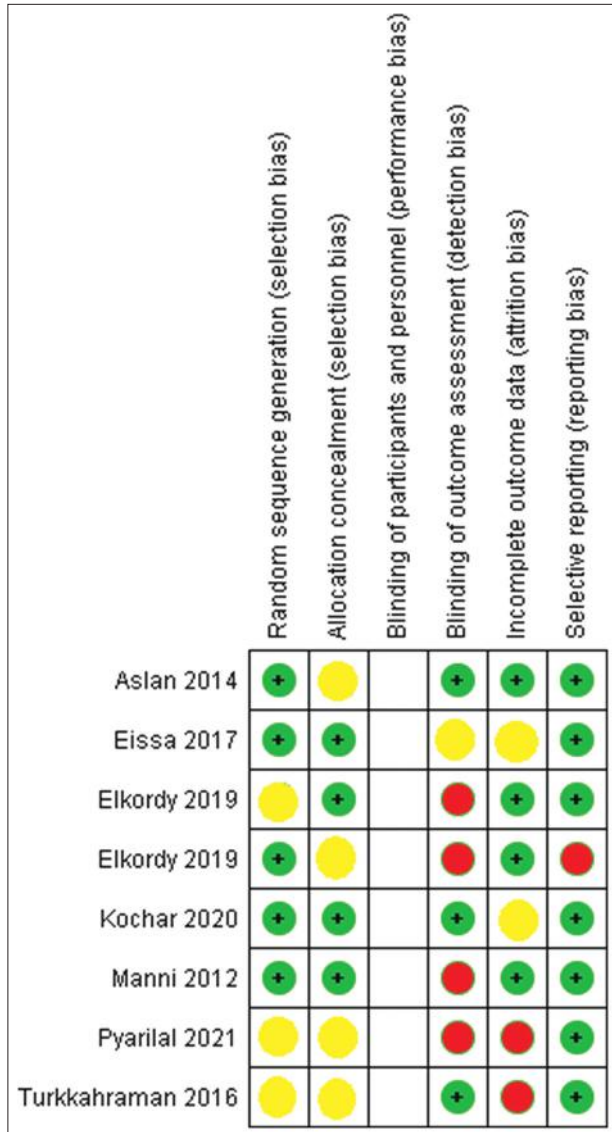 Random sequence generation (selection bias)
Allocation concealment (selection bias)
Blinding of participants and personnel (performance bias)
Blinding of outcome assessment (detection bias)
Incomplete outcome data (attrition bias)
Selective reporting (reporting bias)
Aslan 2014 + + + +
Eissa 2017 + + +
Elkordy 2019 + + +
Elkordy 2019 + +
Kochar 2020 + + + +
Manni 2012 + + + +
Pyarilal 2021 +
Turkkahraman 2016 + +